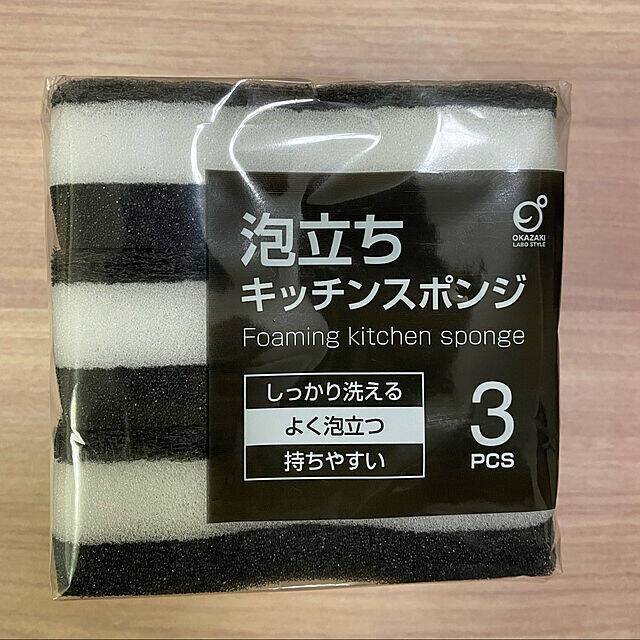 泡立ち
キッチンスポンジ
Foaming kitchen sponge
OKAZAKI
LABO STYLE
しっかり洗える
よく泡立つ
持ちやすい
3
PCS